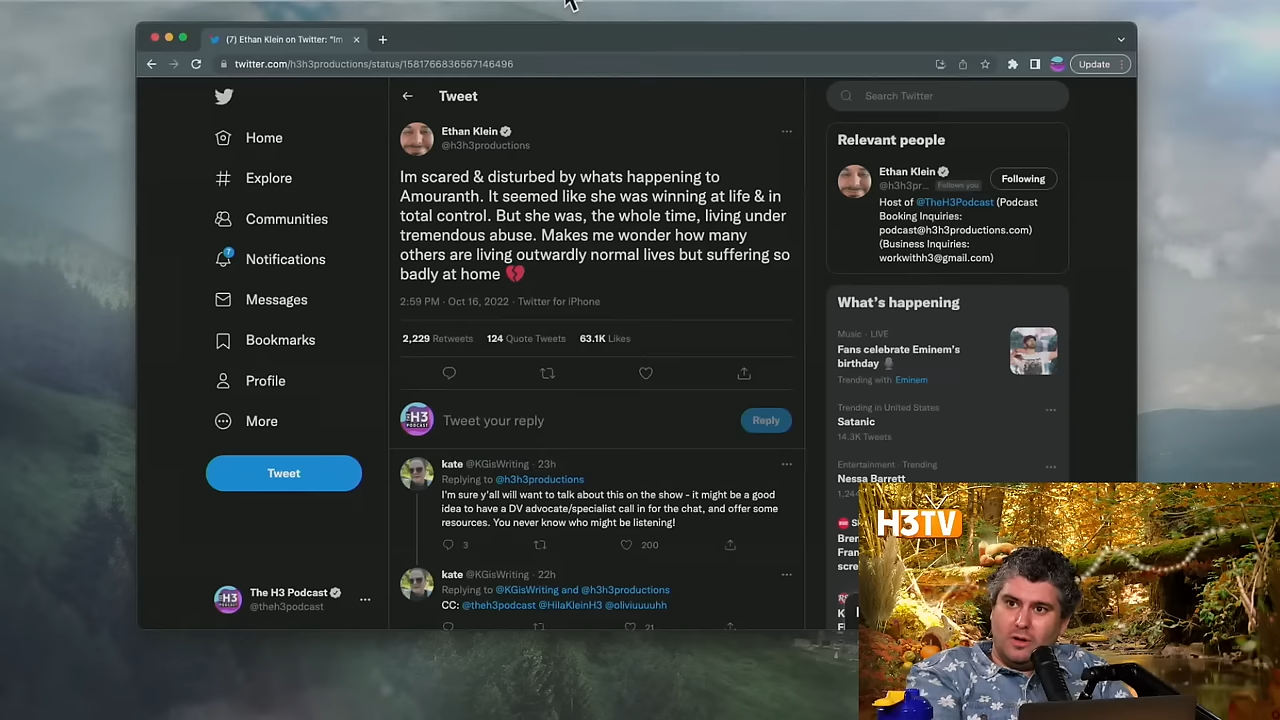 (7) Ethan Klein on Twitter: "Im
twitter.com/h3h3productions/status/1581766836567146496
Update
Home
Explore
Communities
7
Notifications
Messages
Bookmarks
Profile
More
Tweet
The H3 Podcast
@theh3podcast
Tweet
Ethan Klein
@h3h3productions
Im scared & disturbed by whats happening to
Amouranth. It seemed like she was winning at life & in
total control. But she was, the whole time, living under
tremendous abuse. Makes me wonder how many
others are living outwardly normal lives but suffering so
badly at home 💔
2:59 PM · Oct 16, 2022 · Twitter for iPhone
2,229 Retweets 124 Quote Tweets 63.1K Likes
H3
PODCAST
Tweet your reply
Reply
kate @KGisWriting · 23h
Replying to @h3h3productions
I'm sure y'all will want to talk about this on the show - it might be a good
idea to have a DV advocate/specialist call in for the chat, and offer some
resources. You never know who might be listening!
3 200
kate @KGisWriting · 22h
Replying to @KGisWriting and @h3h3productions
CC: @theh3podcast @HilaKleinH3 @oliviuuuuhh
21
Search Twitter
Relevant people
Ethan Klein
@h3h3pr... Follows you
Following
Host of @TheH3Podcast (Podcast
Booking Inquiries:
podcast@h3h3productions.com)
(Business Inquiries:
workwithh3@gmail.com)
What's happening
Music · LIVE
Fans celebrate Eminem's
birthday
Trending with Eminem
Trending in United States
Satanic
14.3K Tweets
Entertainment · Trending
Nessa Barrett
H3TV